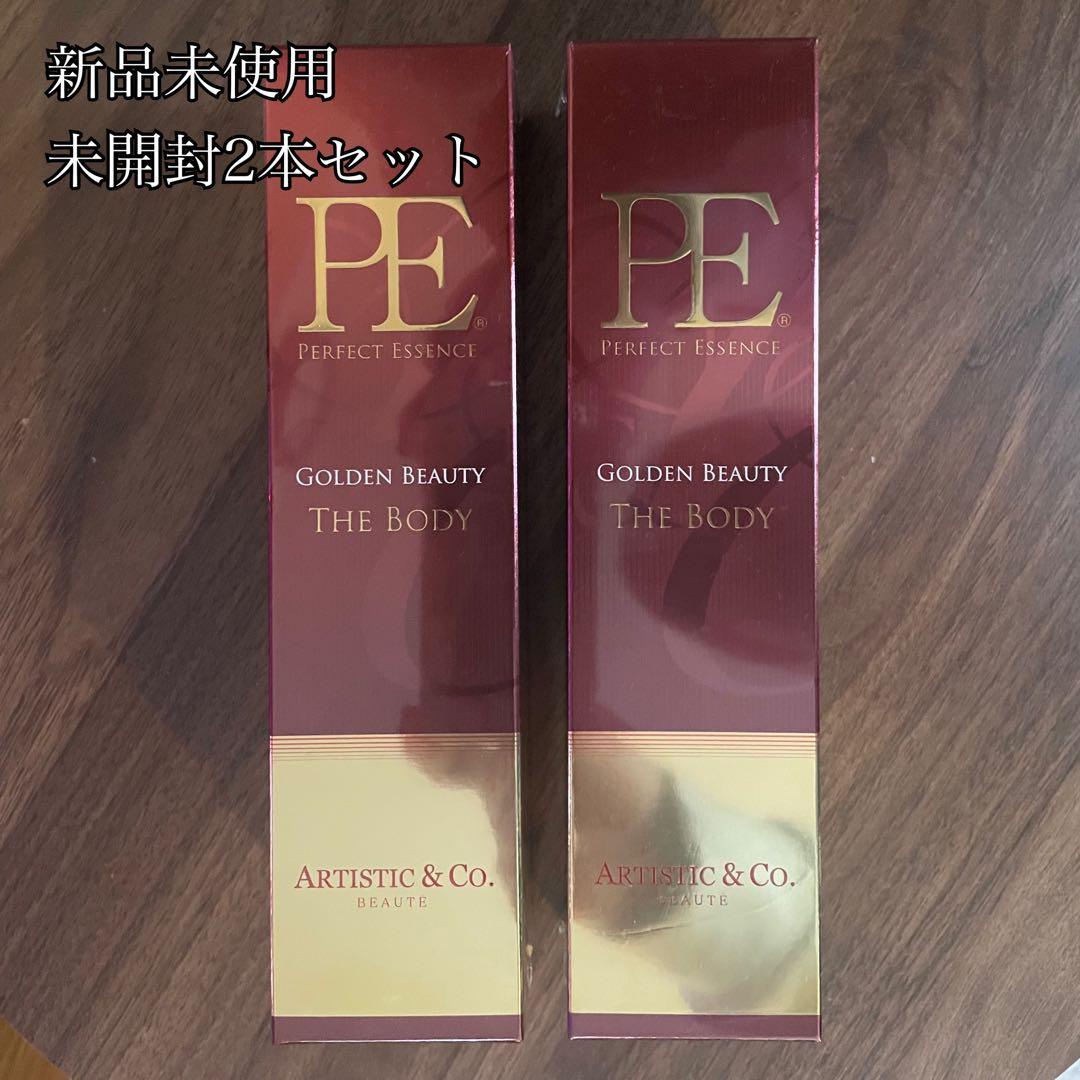 新品未使用
未開封2本セット
PE®
PERFECT ESSENCE
GOLDEN BEAUTY
THE BODY
ARTISTIC & CO.
BEAUTE
PE®
PERFECT ESSENCE
GOLDEN BEAUTY
THE BODY
ARTISTIC & CO.
BEAUTE